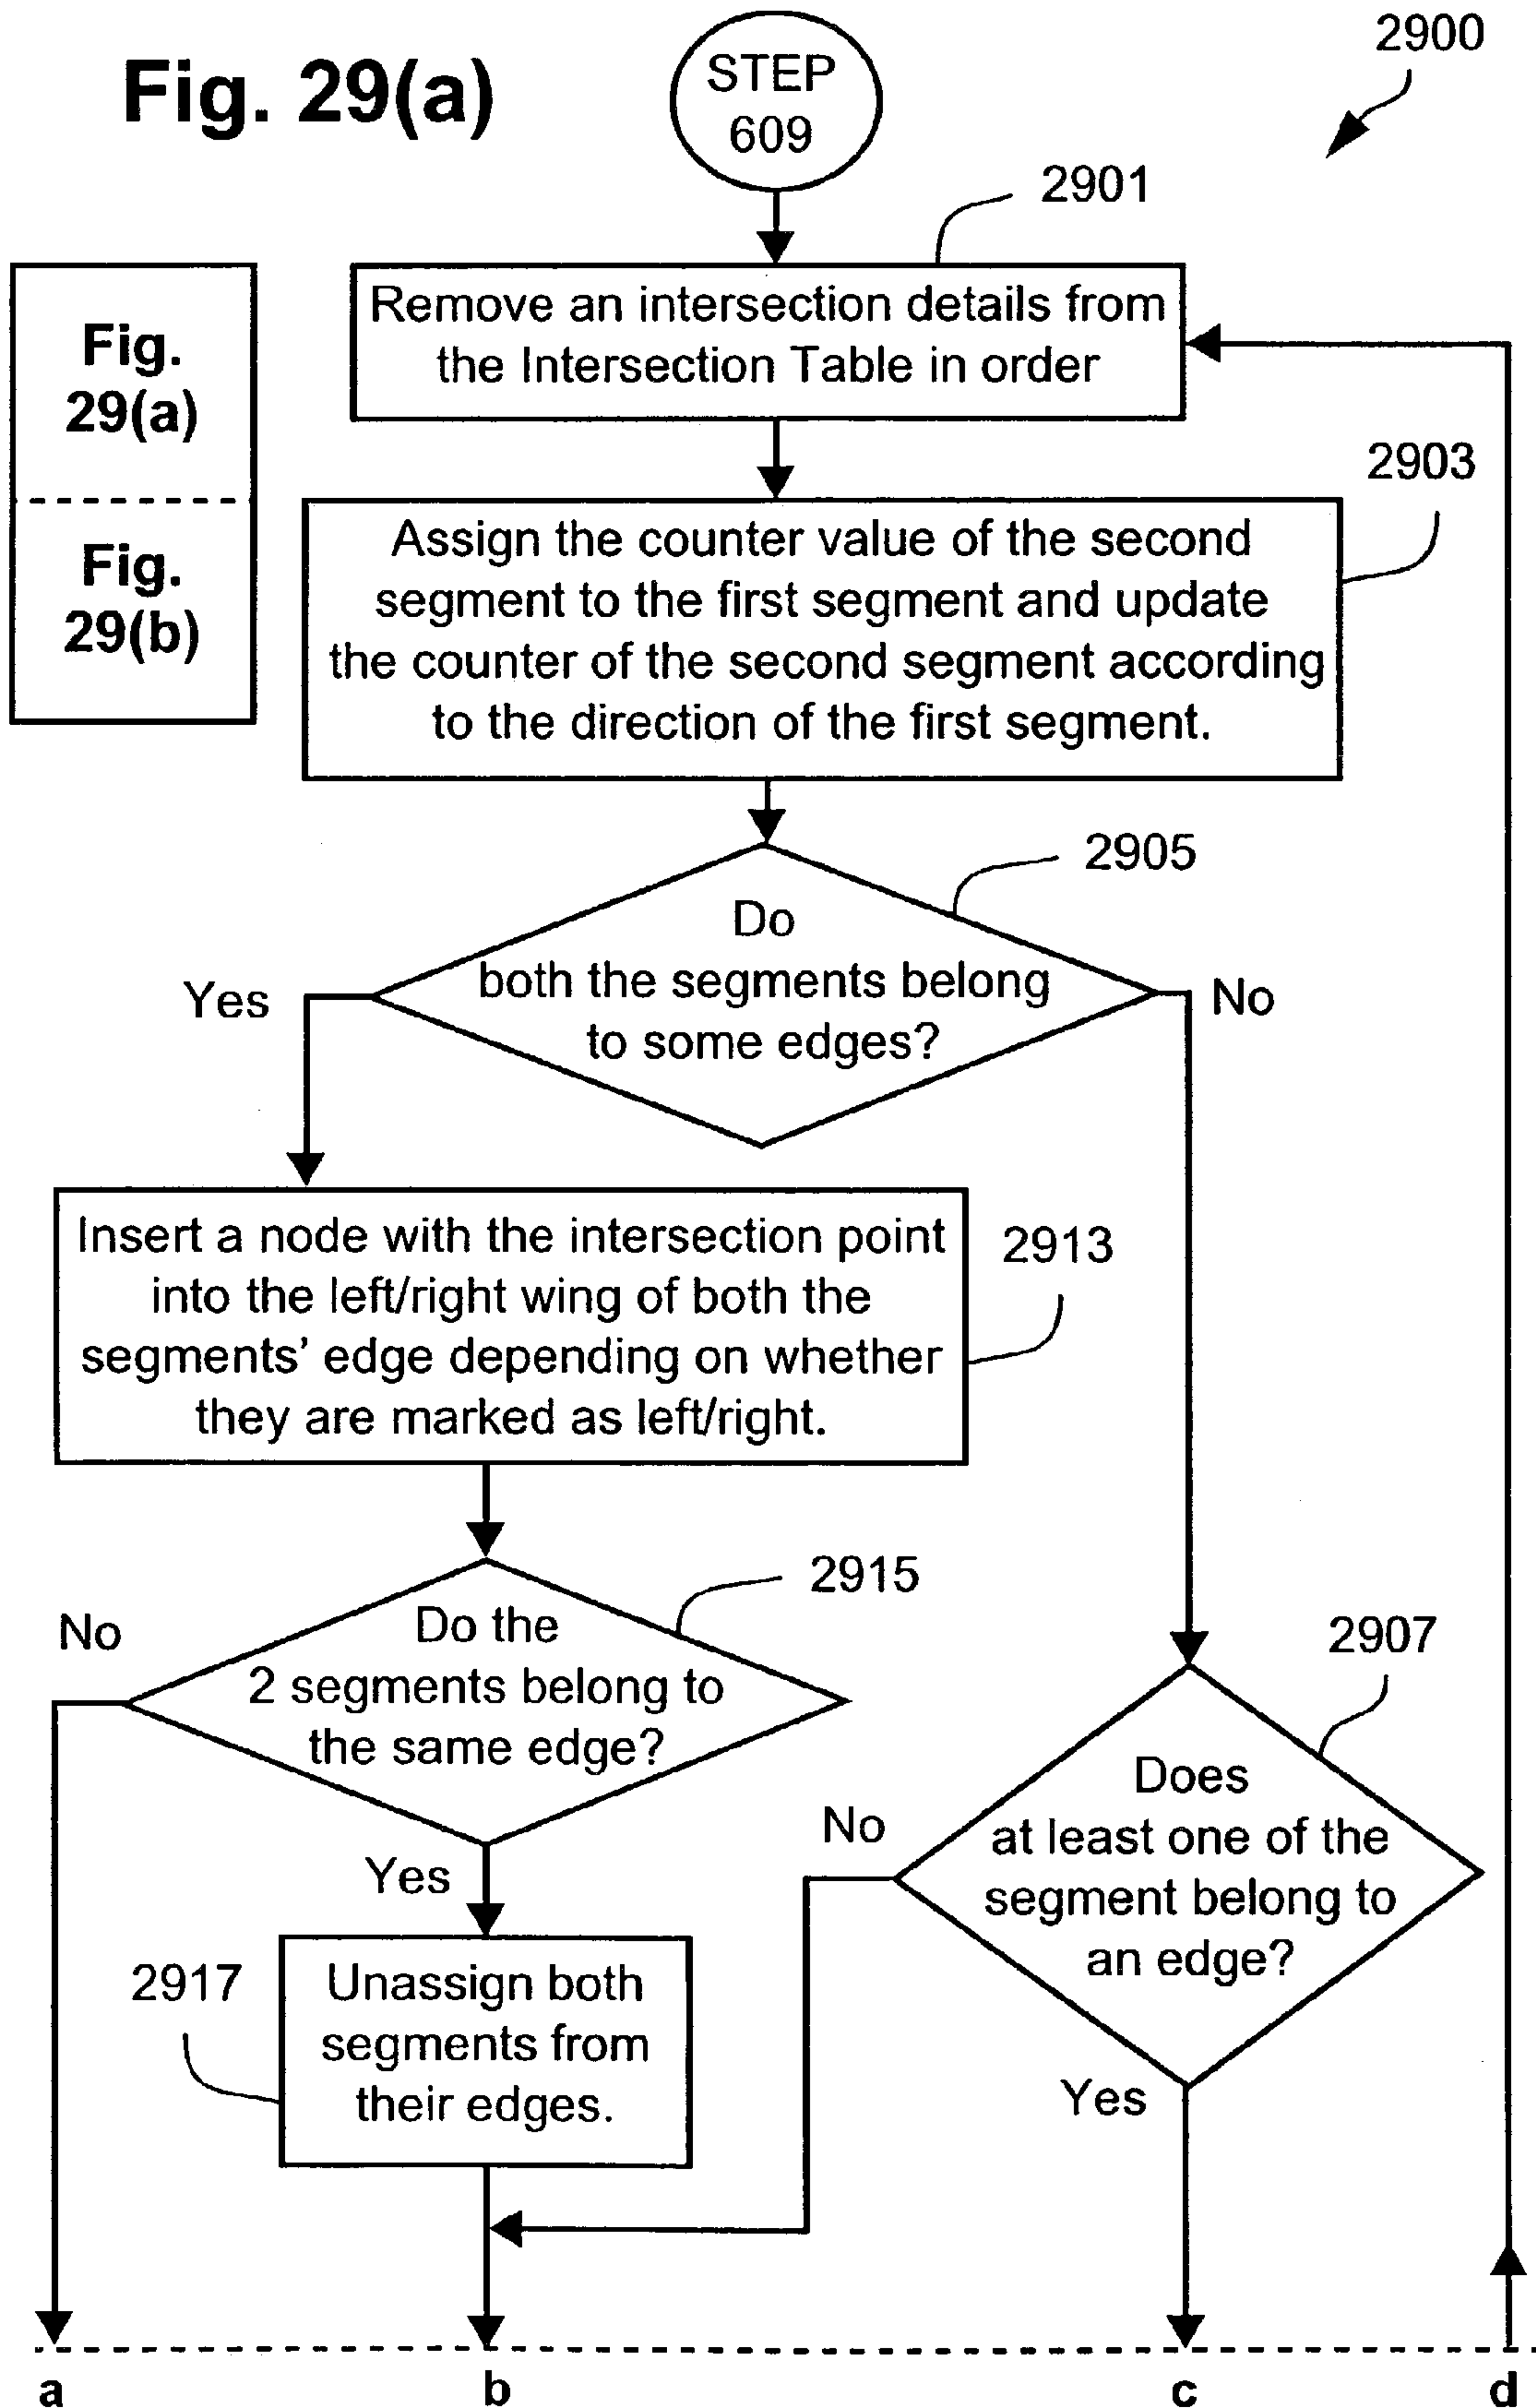 Fig. 29(a)
STEP
609
2900
2901
Remove an intersection details from
the Intersection Table in order
Fig.
29(a)
Fig.
29(b)
2903
Assign the counter value of the second
segment to the first segment and update
the counter of the second segment according
to the direction of the first segment.
2905
Do
both the segments belong
to some edges?
Yes
No
Insert a node with the intersection point
into the left/right wing of both the
segments’ edge depending on whether
they are marked as left/right.
2913
2915
Do the
2 segments belong to
the same edge?
No
Yes
2907
Does
at least one of the
segment belong to
an edge?
No
Yes
2917
Unassign both
segments from
their edges.
a
b
c
d